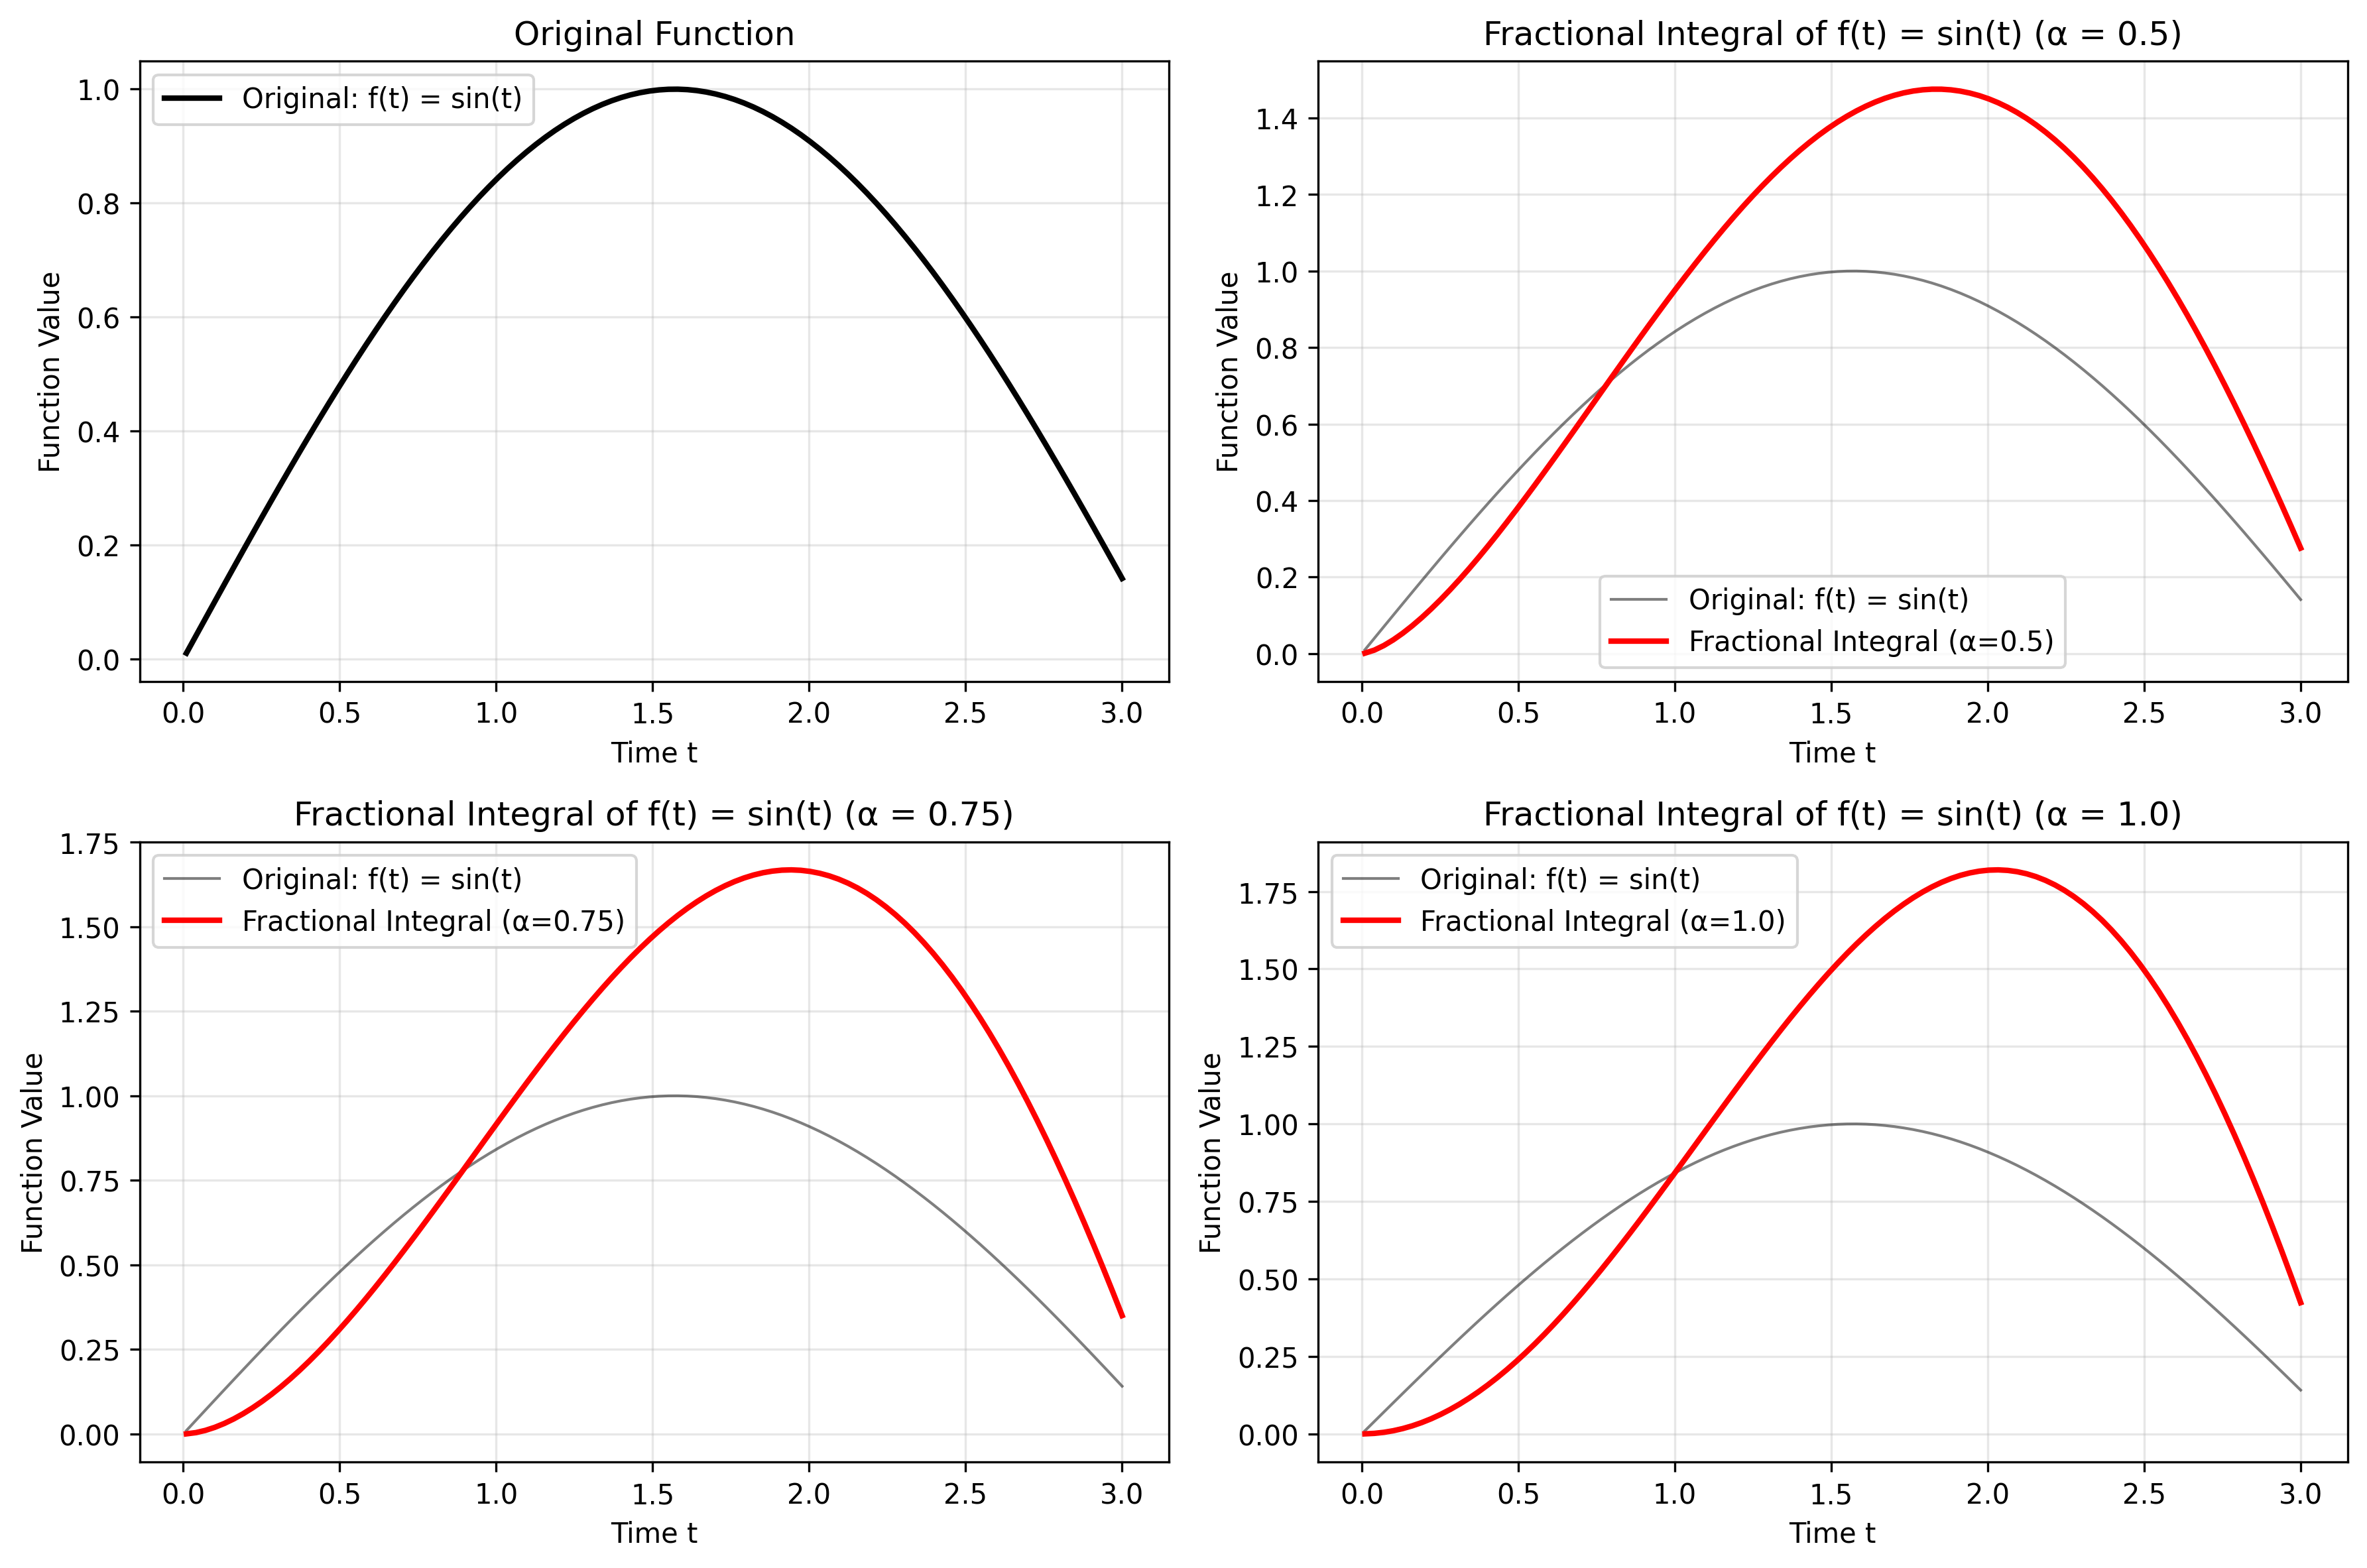 Original Function
Original: f(t) = sin(t)
Function Value
1.0
0.8
0.6
0.4
0.2
0.0
0.0 0.5 1.0 1.5 2.0 2.5 3.0
Time t
Fractional Integral of f(t) = sin(t) (α = 0.5)
Function Value
1.4
1.2
1.0
0.8
0.6
0.4
0.2
0.0
Original: f(t) = sin(t)
Fractional Integral (α=0.5)
0.0 0.5 1.0 1.5 2.0 2.5 3.0
Time t
Fractional Integral of f(t) = sin(t) (α = 0.75)
Original: f(t) = sin(t)
Fractional Integral (α=0.75)
Function Value
1.75
1.50
1.25
1.00
0.75
0.50
0.25
0.00
0.0 0.5 1.0 1.5 2.0 2.5 3.0
Time t
Fractional Integral of f(t) = sin(t) (α = 1.0)
Original: f(t) = sin(t)
Fractional Integral (α=1.0)
Function Value
1.75
1.50
1.25
1.00
0.75
0.50
0.25
0.00
0.0 0.5 1.0 1.5 2.0 2.5 3.0
Time t